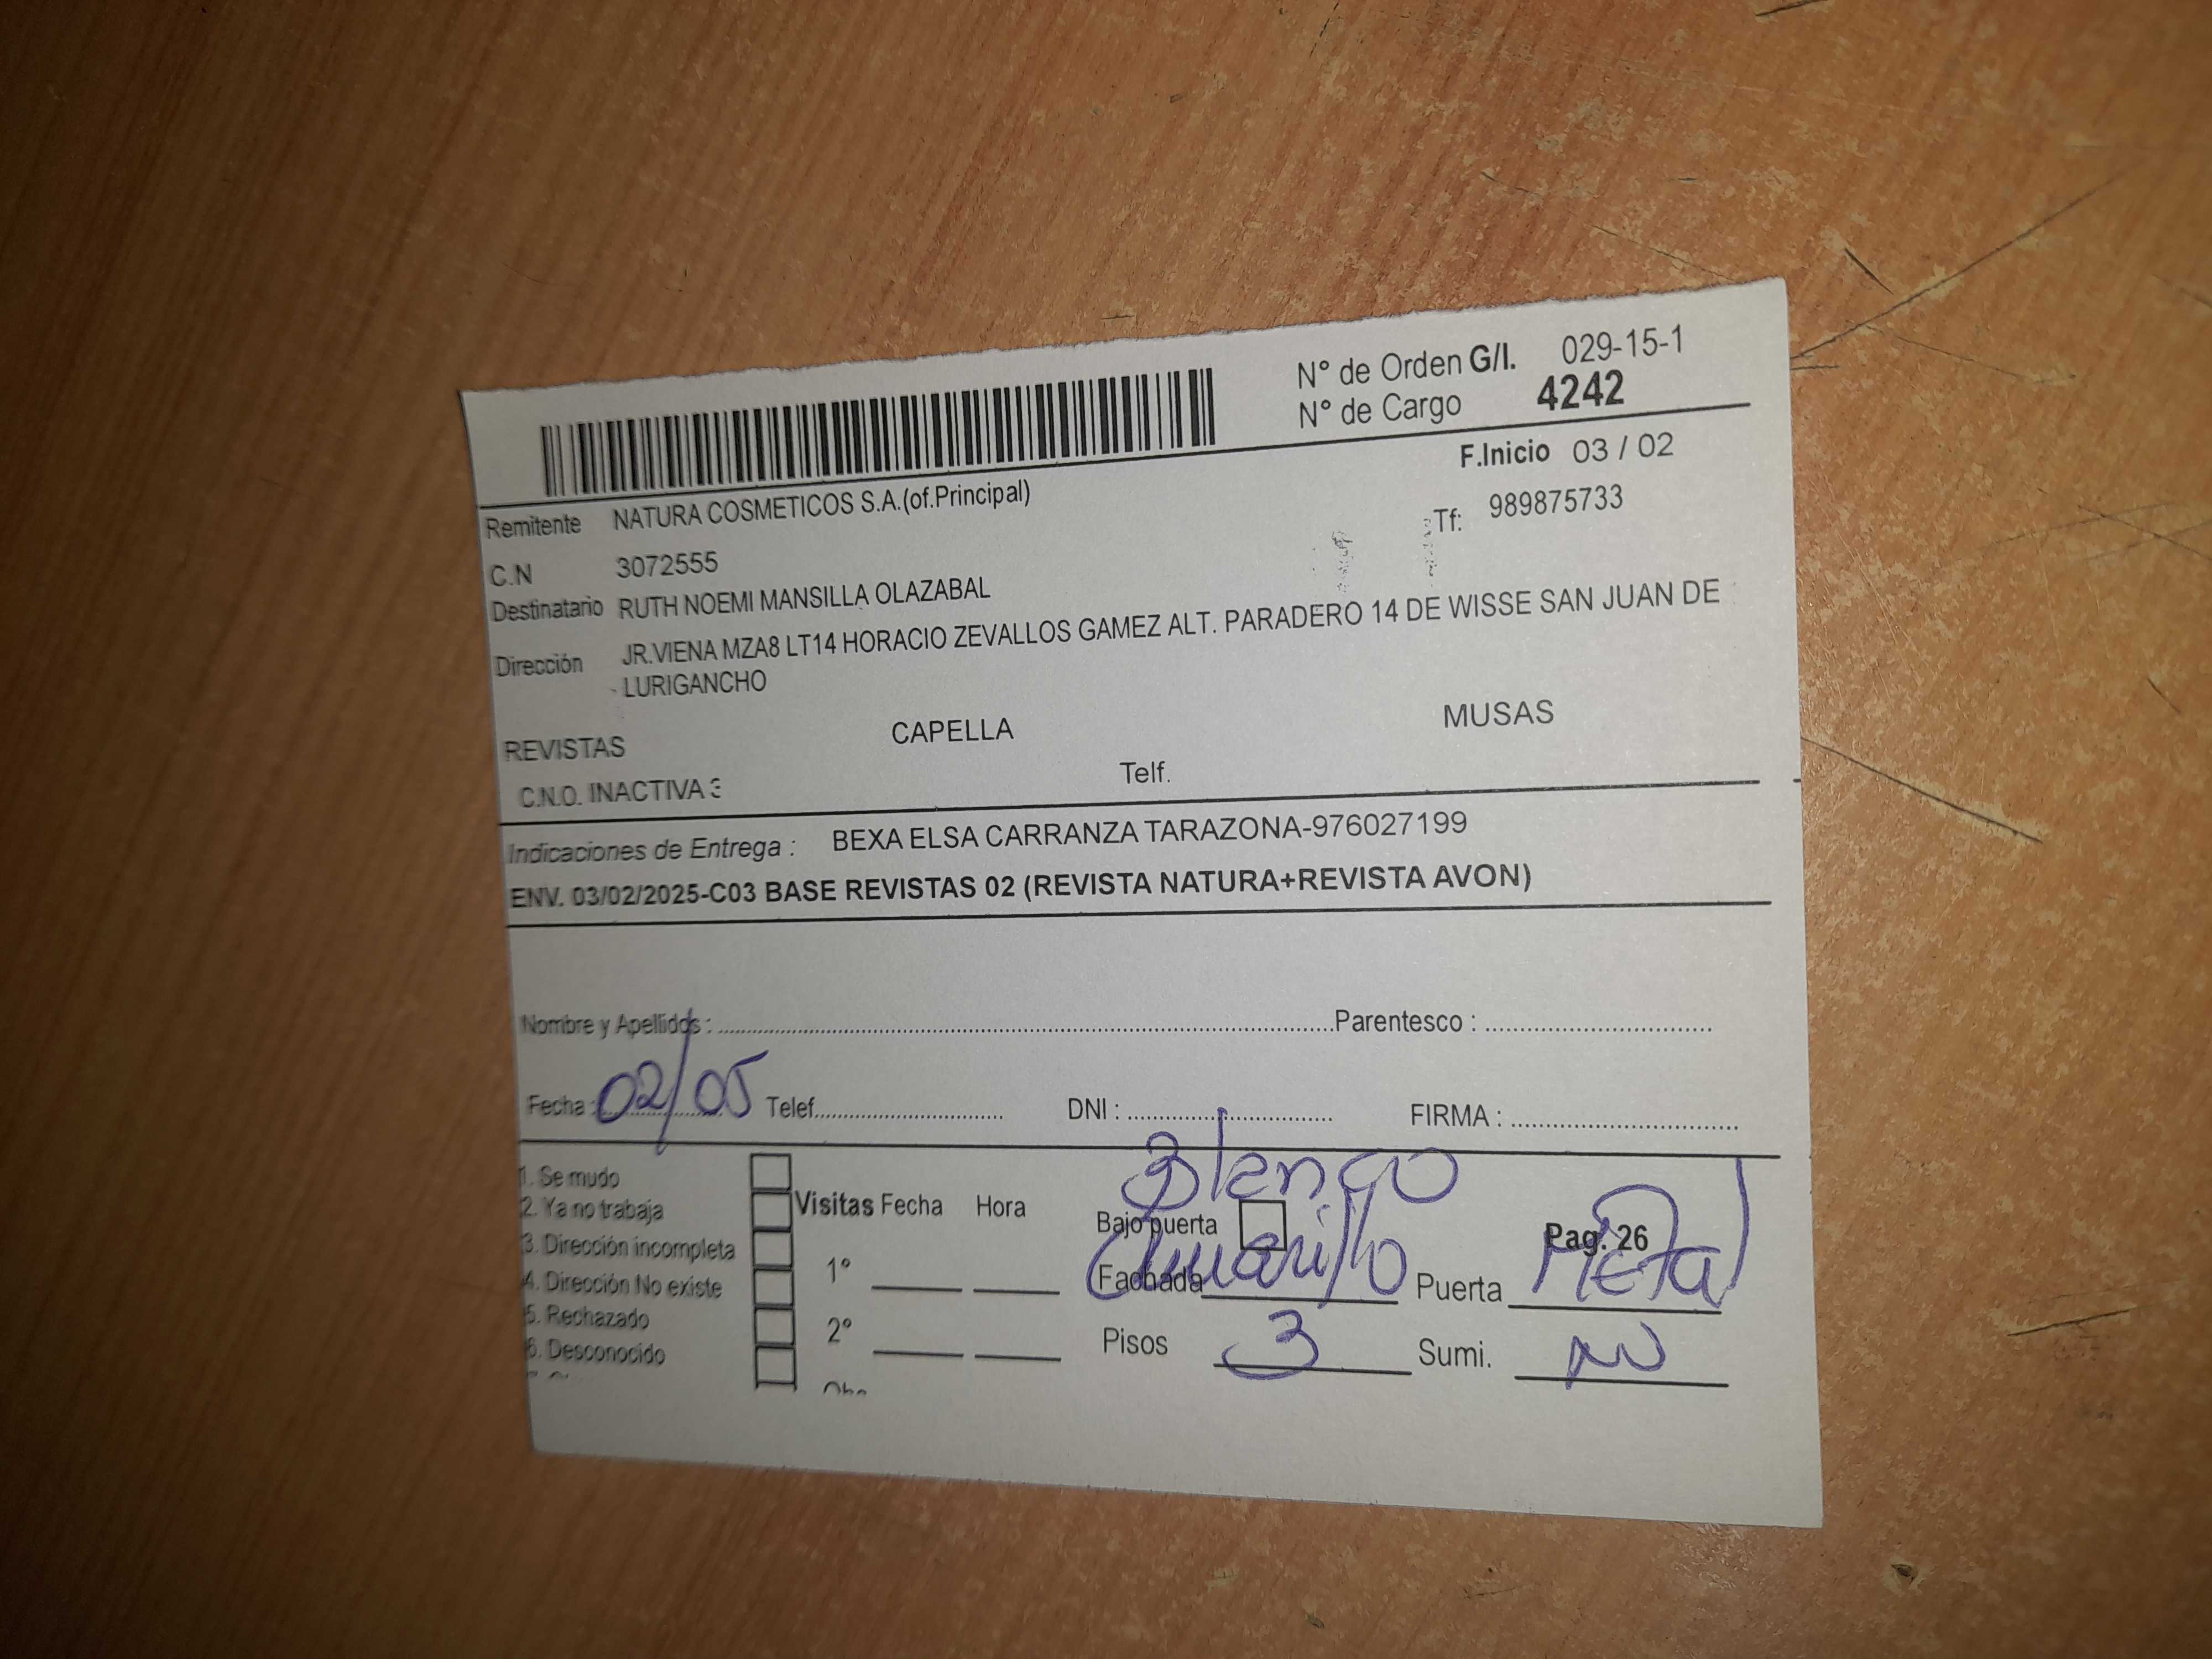 N° de Orden G/I. 029-15-1
N° de Cargo 4242
F.Inicio 03 / 02
Remitente NATURA COSMETICOS S.A.(of.Principal)
Tf: 989875733
C.N 3072555
Destinatario RUTH NOEMI MANSILLA OLAZABAL
Dirección JR.VIENA MZA8 LT14 HORACIO ZEVALLOS GAMEZ ALT. PARADERO 14 DE WISSE SAN JUAN DE
- LURIGANCHO
REVISTAS CAPELLA MUSAS
C.N.O. INACTIVA 3 Telf.
Indicaciones de Entrega : BEXA ELSA CARRANZA TARAZONA-976027199
ENV. 03/02/2025-C03 BASE REVISTAS 02 (REVISTA NATURA+REVISTA AVON)
Nombre y Apellidos : Parentesco :
Fecha : 02/05 Telef. DNI : FIRMA :
1. Se mudo
2. Ya no trabaja
3. Dirección incompleta
4. Dirección No existe
5. Rechazado
6. Desconocido
Visitas Fecha Hora
1°
2°
Blanco
Bajo puerta Pag. 26
Fachada Amarillo Puerta Metal
Pisos 3 Sumi. NO